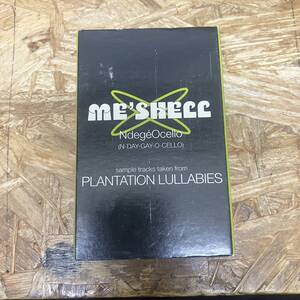 ME'SHELL
NdegéOcello
(N-DAY-GAY-O-CELLO)
sample tracks taken from
PLANTATION LULLABIES